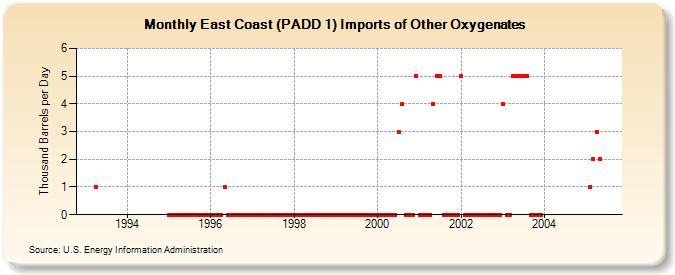 Monthly East Coast (PADD 1) Imports of Other Oxygenates
Thousand Barrels per Day
6
5
4
3
2
1
0
1994 1996 1998 2000 2002 2004
Source: U.S. Energy Information Administration